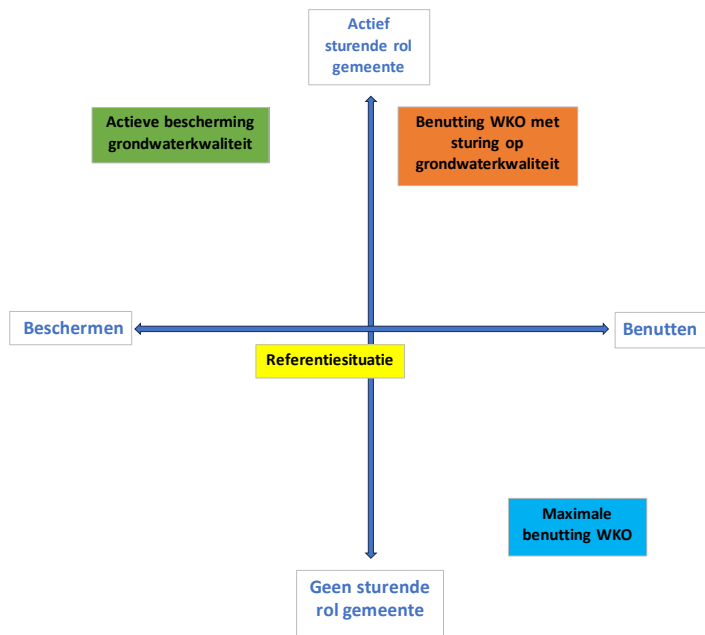 Actief
sturende rol
gemeente
Actieve bescherming
grondwaterkwaliteit
Benutting WKO met
sturing op
grondwaterkwaliteit
Beschermen
Benutten
Referentiesituatie
Maximale
benutting WKO
Geen sturende
rol gemeente